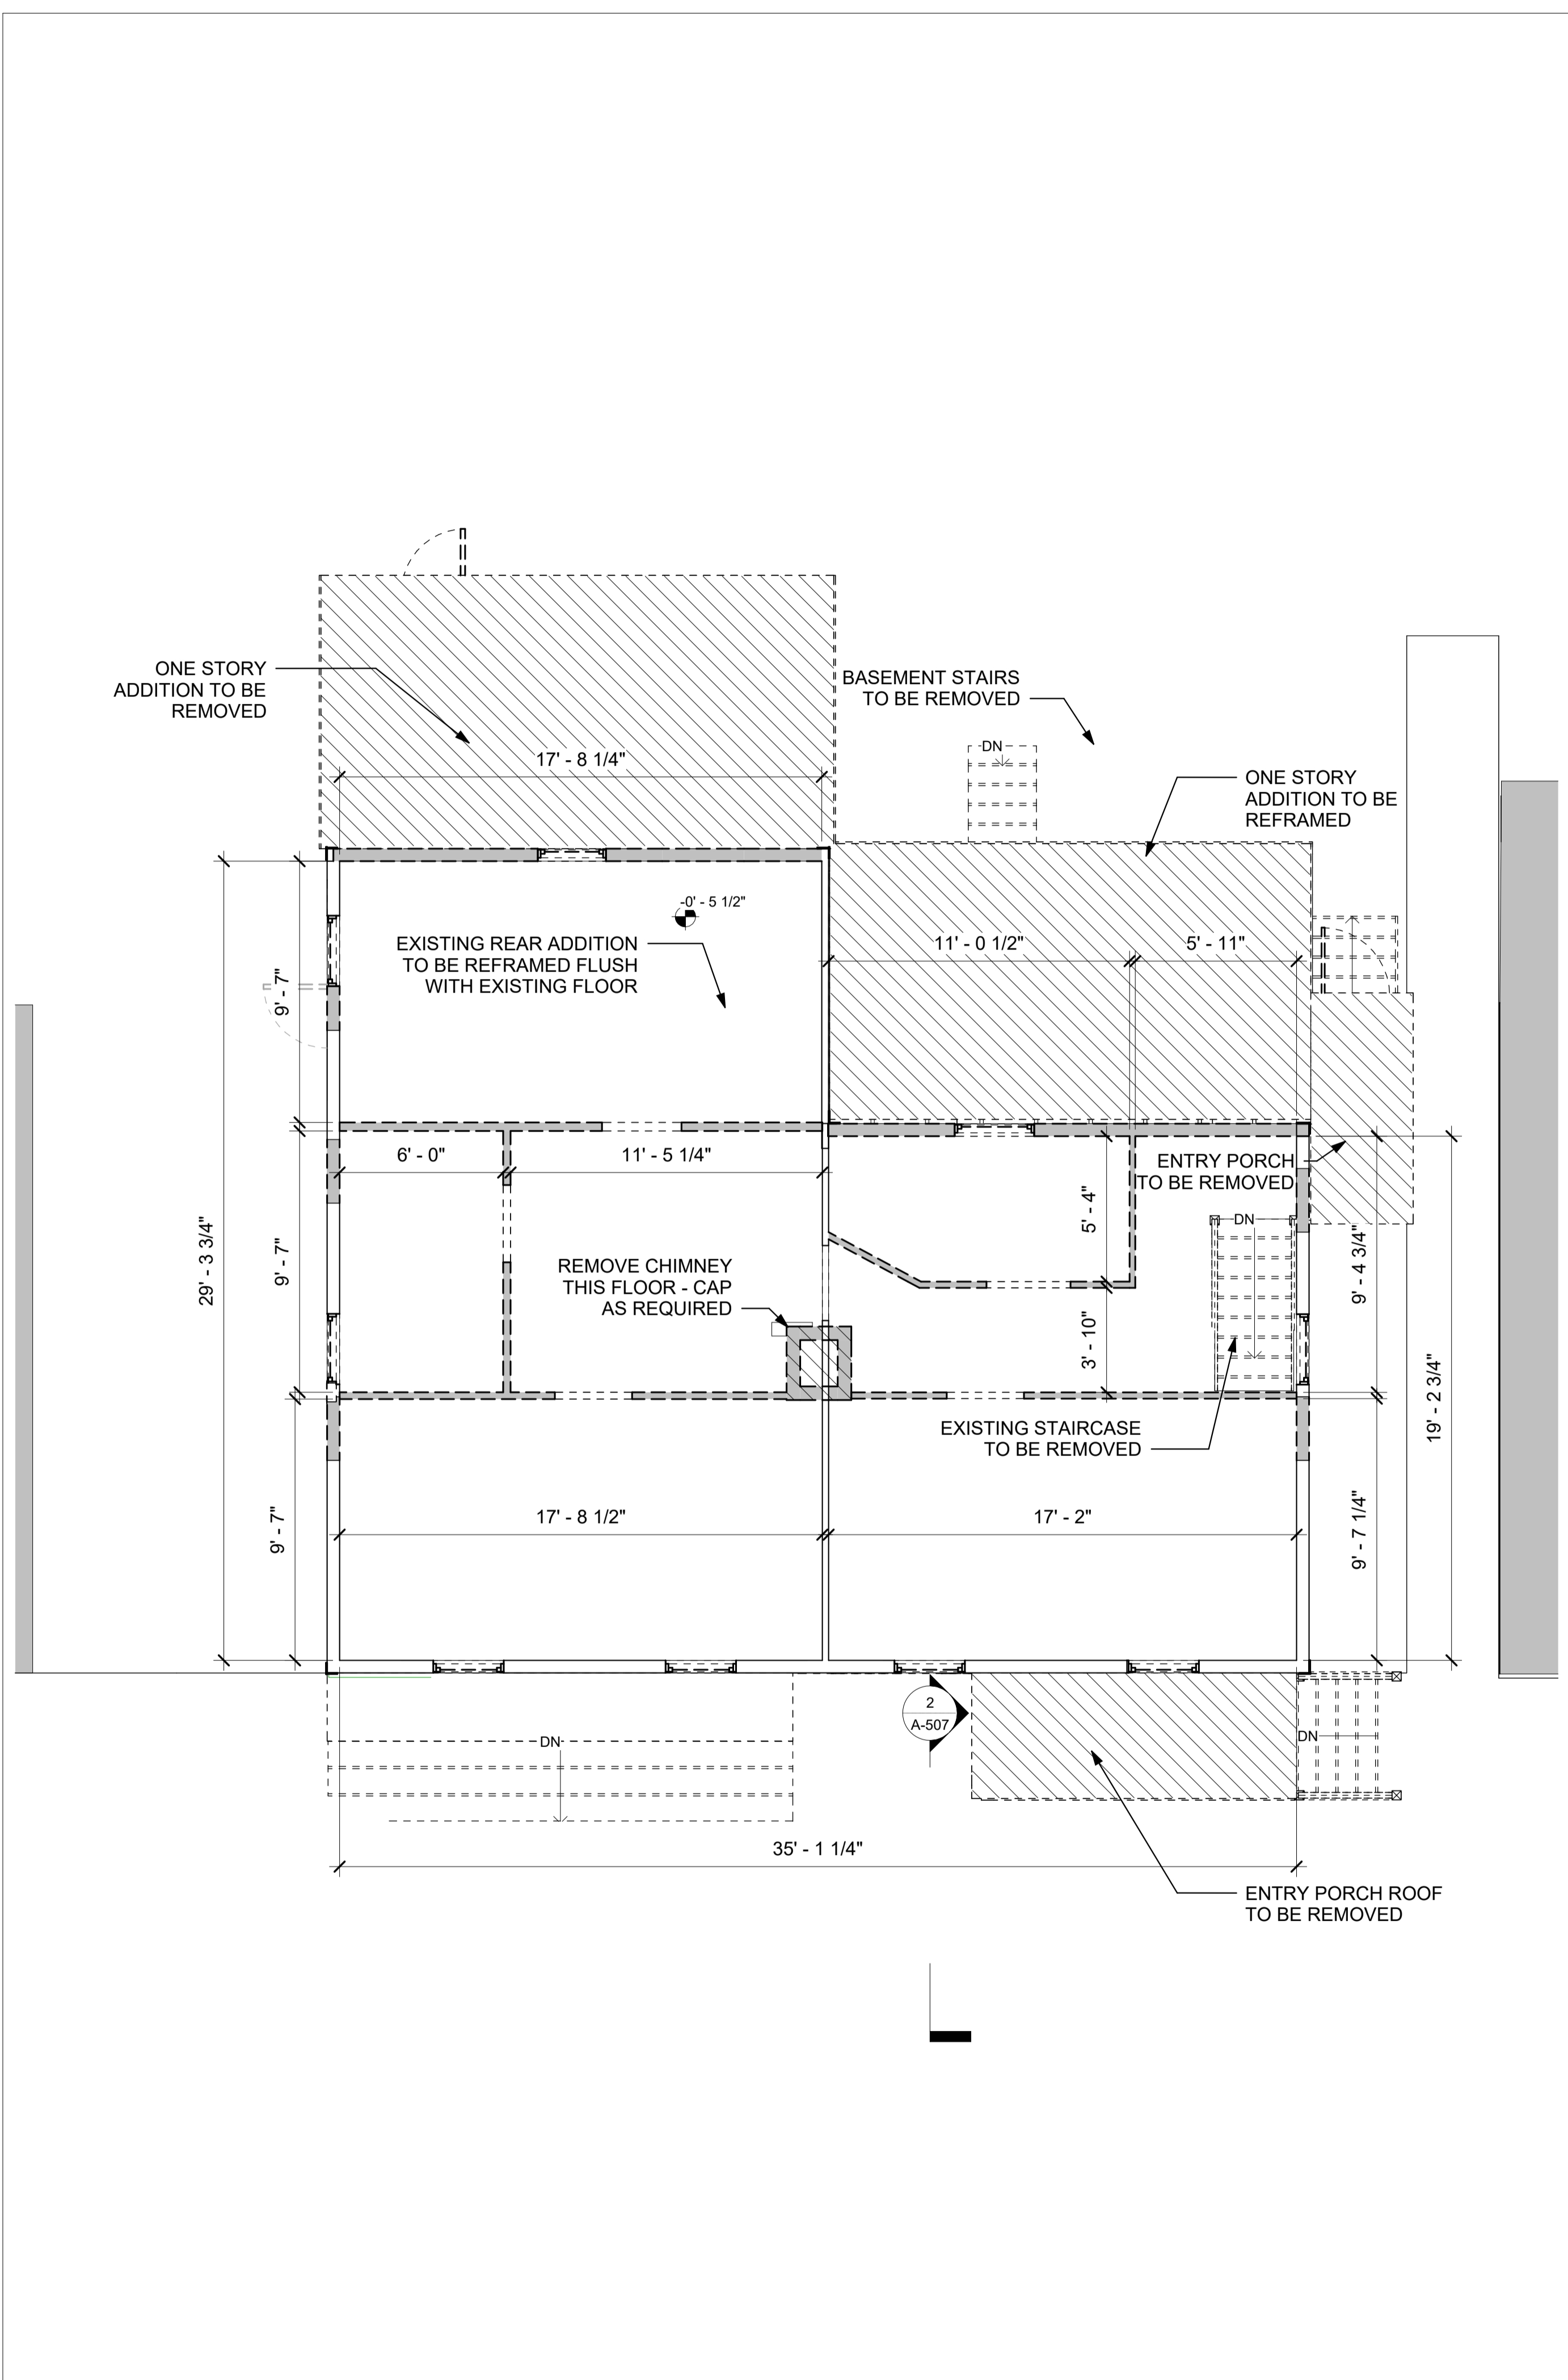 ONE STORY
ADDITION TO BE
REMOVED
BASEMENT STAIRS
TO BE REMOVED
DN
17' - 8 1/4"
ONE STORY
ADDITION TO BE
REFRAMED
-0' - 5 1/2"
EXISTING REAR ADDITION
TO BE REFRAMED FLUSH
WITH EXISTING FLOOR
11' - 0 1/2"
5' - 11"
9' - 7"
6' - 0"
11' - 5 1/4"
ENTRY PORCH
TO BE REMOVED
5' - 4"
DN
29' - 3 3/4"
9' - 7"
REMOVE CHIMNEY
THIS FLOOR - CAP
AS REQUIRED
9' - 4 3/4"
3' - 10"
19' - 2 3/4"
EXISTING STAIRCASE
TO BE REMOVED
9' - 7"
17' - 8 1/2"
17' - 2"
9' - 7 1/4"
2
A-507
DN
DN
35' - 1 1/4"
ENTRY PORCH ROOF
TO BE REMOVED